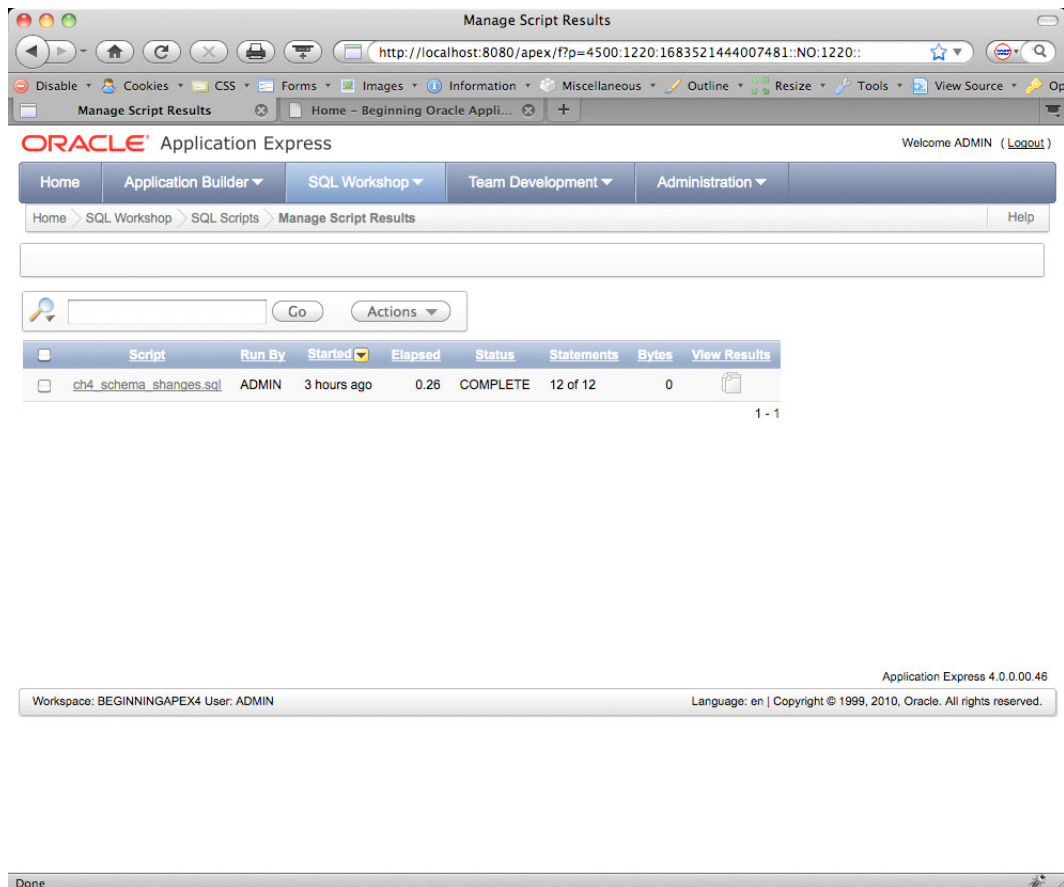 Manage Script Results
http://localhost:8080/apex/f?p=4500:1220:1683521444007481::NO:1220::
Disable Cookies CSS Forms Images Information Miscellaneous Outline Resize Tools View Source Op
Manage Script Results Home – Beginning Oracle Appli... +
ORACLE Application Express Welcome ADMIN (Logout)
Home Application Builder SQL Workshop Team Development Administration
Home SQL Workshop SQL Scripts Manage Script Results Help
Go Actions
Script Run By Started Elapsed Status Statements Bytes View Results
ch4_schema_shanges.sql ADMIN 3 hours ago 0.26 COMPLETE 12 of 12 0
1 - 1
Application Express 4.0.0.00.46
Workspace: BEGINNINGAPEX4 User: ADMIN Language: en | Copyright © 1999, 2010, Oracle. All rights reserved.
Done